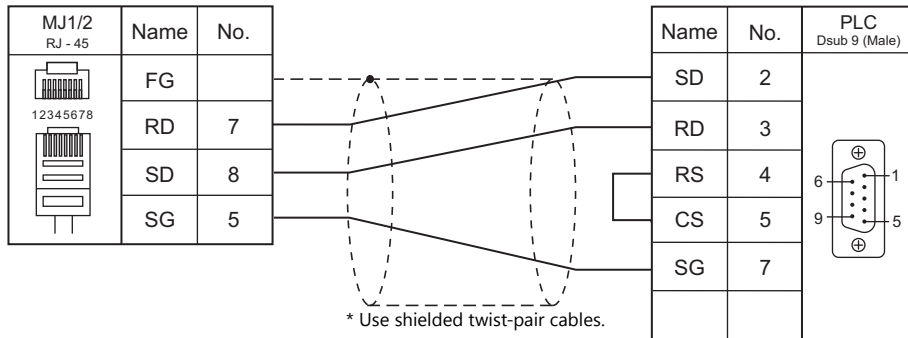 MJ1/2
RJ - 45
Name No.
12345678
FG
RD 7
SD 8
SG 5
* Use shielded twist-pair cables.
Name No.
PLC
Dsub 9 (Male)
SD 2
RD 3
RS 4
CS 5
SG 7
6 1
9 5